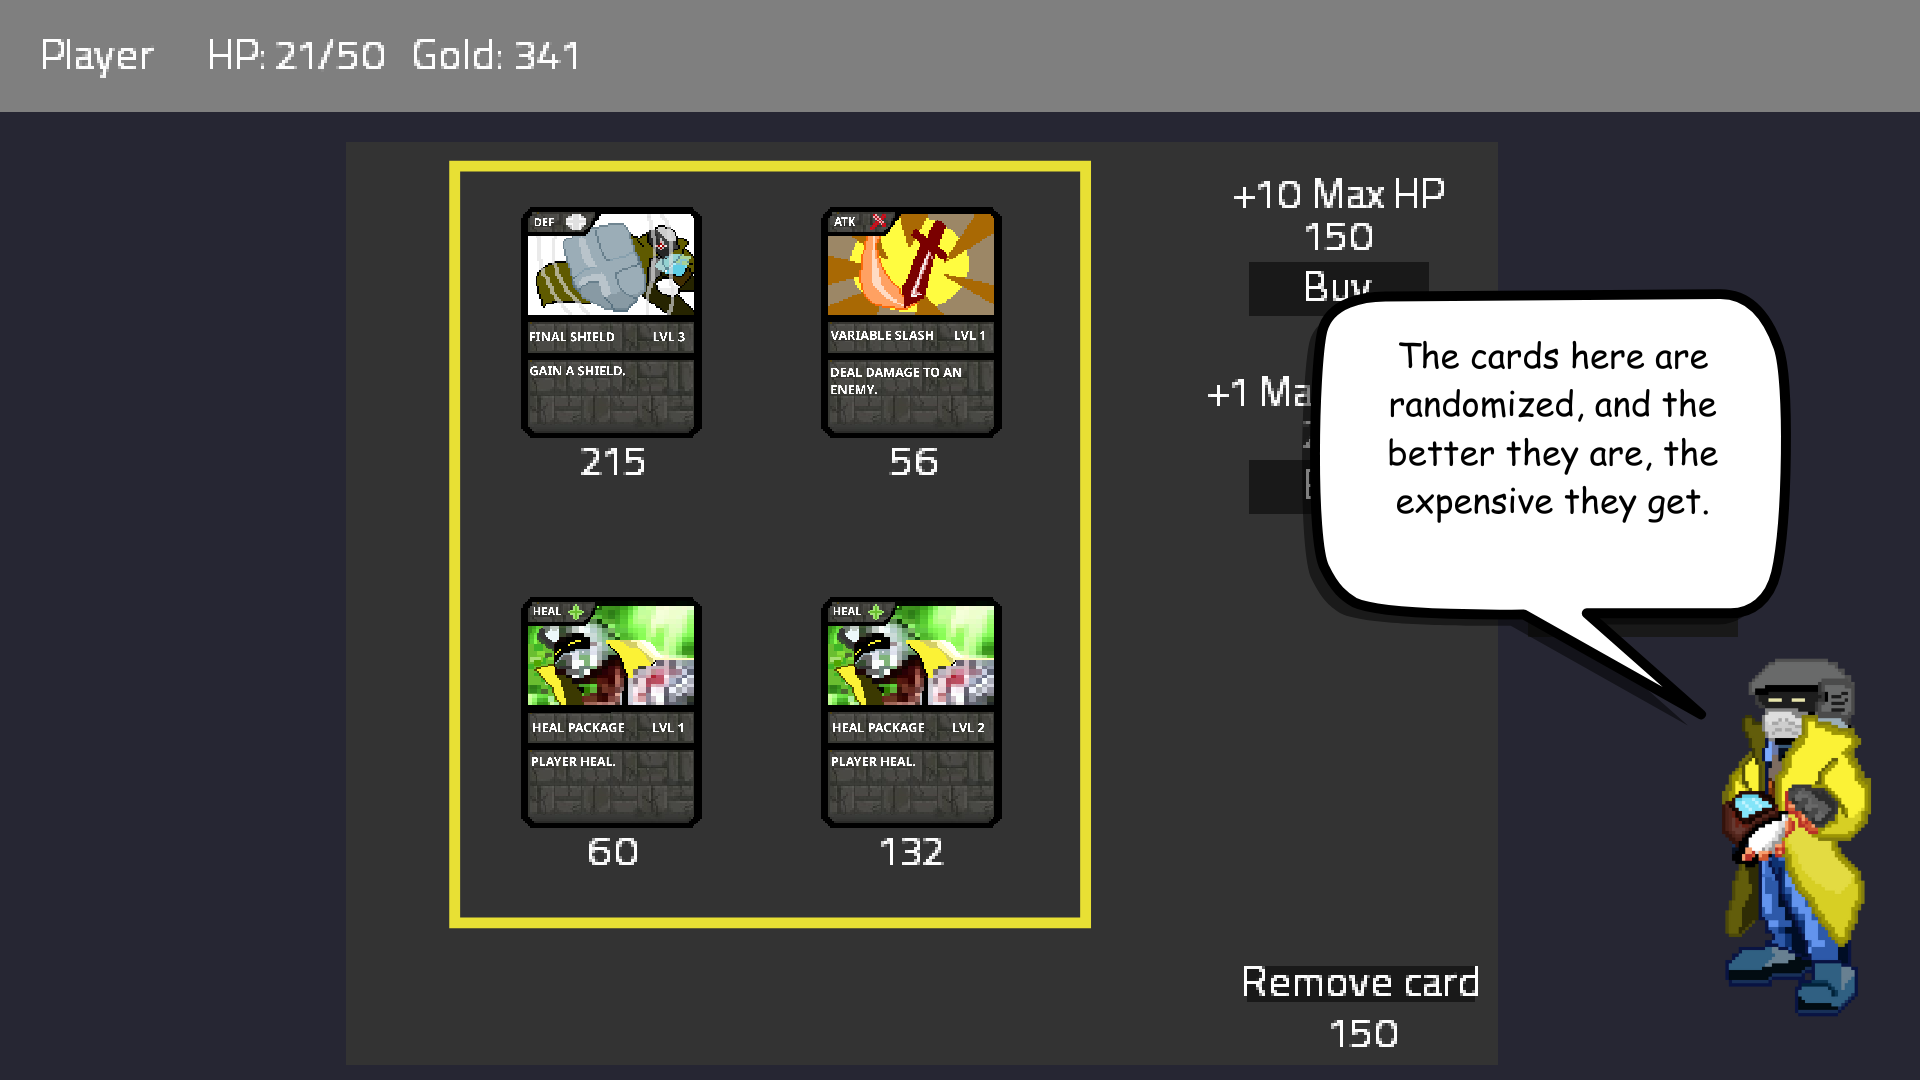 Player HP: 21/50 Gold: 341
DEF
FINAL SHIELD LVL 3
GAIN A SHIELD.
215
ATK
VARIABLE SLASH LVL 1
DEAL DAMAGE TO AN
ENEMY.
56
HEAL
HEAL PACKAGE LVL 1
PLAYER HEAL.
60
HEAL
HEAL PACKAGE LVL 2
PLAYER HEAL.
132
+10 Max HP
150
Buy
+1
The cards here are
randomized, and the
better they are, the
expensive they get.
Remove card
150